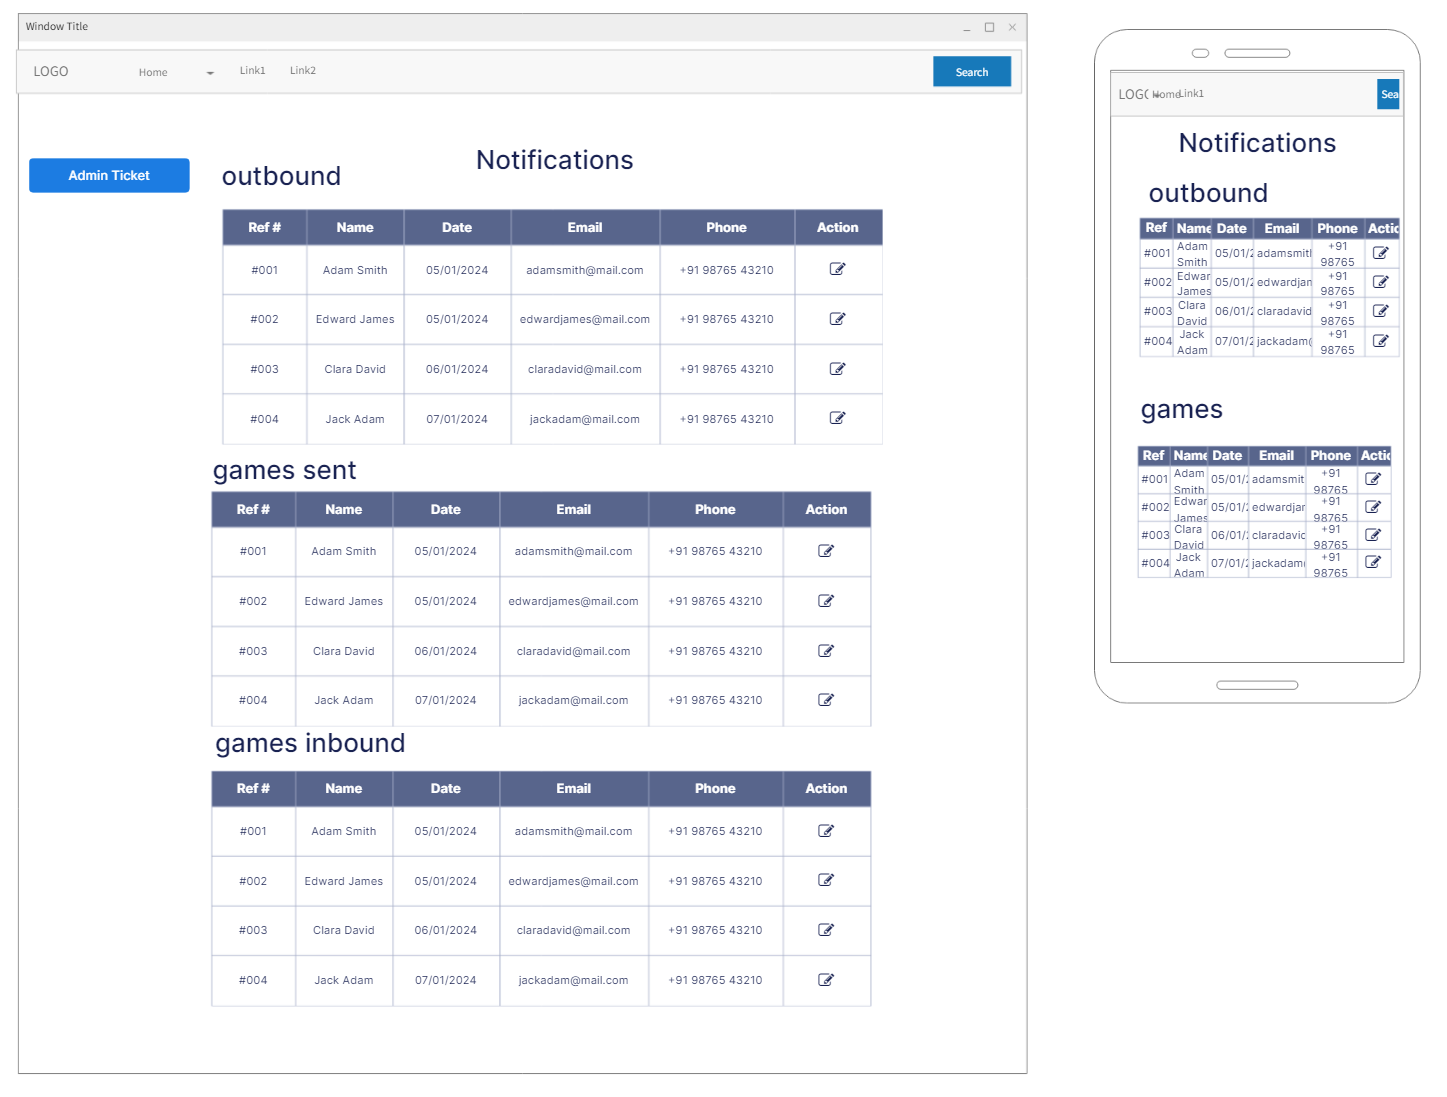 Window Title
LOGO Home Link1 Link2 Search
Admin Ticket
Notifications
outbound
Ref # Name Date Email Phone Action
#001 Adam Smith 05/01/2024 adamsmith@mail.com +91 98765 43210
#002 Edward James 05/01/2024 edwardjames@mail.com +91 98765 43210
#003 Clara David 06/01/2024 claradavid@mail.com +91 98765 43210
#004 Jack Adam 07/01/2024 jackadam@mail.com +91 98765 43210
games sent
Ref # Name Date Email Phone Action
#001 Adam Smith 05/01/2024 adamsmith@mail.com +91 98765 43210
#002 Edward James 05/01/2024 edwardjames@mail.com +91 98765 43210
#003 Clara David 06/01/2024 claradavid@mail.com +91 98765 43210
#004 Jack Adam 07/01/2024 jackadam@mail.com +91 98765 43210
games inbound
Ref # Name Date Email Phone Action
#001 Adam Smith 05/01/2024 adamsmith@mail.com +91 98765 43210
#002 Edward James 05/01/2024 edwardjames@mail.com +91 98765 43210
#003 Clara David 06/01/2024 claradavid@mail.com +91 98765 43210
#004 Jack Adam 07/01/2024 jackadam@mail.com +91 98765 43210
LOGO Home Link1 Sea
Notifications
outbound
Ref Name Date Email Phone Actic
#001 Adam Smith 05/01/2 adamsmitl +91 98765
#002 Edwar James 05/01/2 edwardjan +91 98765
#003 Clara David 06/01/2 claradavid +91 98765
#004 Jack Adam 07/01/2 jackadam( +91 98765
games
Ref Name Date Email Phone Actic
#001 Adam Smith 05/01/: adamsmit +91 98765
#002 Edwar James 05/01/: edwardjar +91 98765
#003 Clara David 06/01/: claradavic +91 98765
#004 Jack Adam 07/01/: jackadam +91 98765